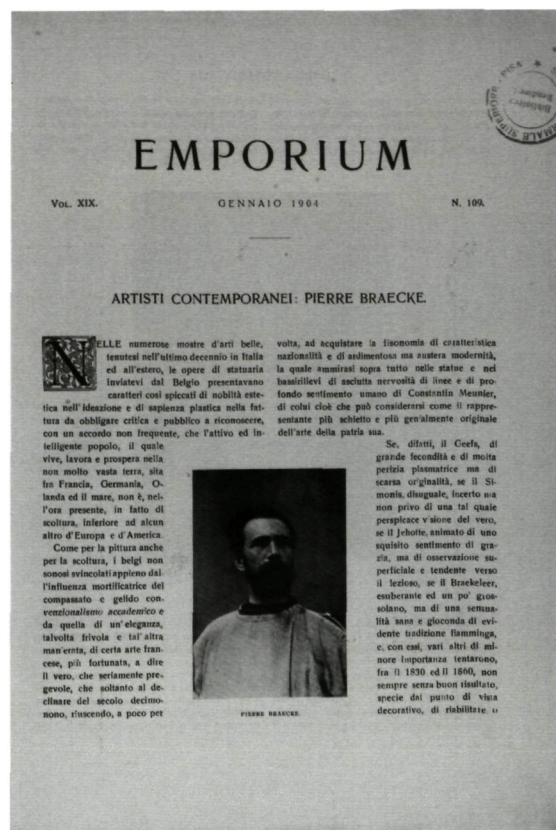 EMPORIUM
VOL. XIX.
GENNAIO 1904
N. 109.
ARTISTI CONTEMPORANEI: PIERRE BRAECKE.
NELLE numerose mostre d'arti belle,
tenutesi nell'ultimo decennio in Italia
ed all'estero, le opere di statuaria
inviatevi dal Belgio presentavano
caratteri così spiccati di nobiltà este-
tica nell'ideazione e di sapienza plastica nella fat-
tura da obbligare critica e pubblico a riconoscere,
con un accordo non frequente, che l'attivo ed in-
telligente popolo, il quale
vive, lavora e prospera nella
non molto vasta terra, sita
fra Francia, Germania, O-
landa ed il mare, non è, nel-
l'ora presente, in fatto di
scoltura, inferiore ad alcun
altro d'Europa e d'America.
Come per la pittura anche
per la scoltura, i belgi non
sonosi svincolati appieno dal-
l'influenza mortificatrice del
compassato e gelido con-
venzionalismo accademico e
da quella di un'eleganza,
talvolta frivola e tal'altra
manierata, di certa arte fran-
cese, più fortunata, a dire
il vero, che seriamente pre-
gevole, che soltanto al de-
clinare del secolo decimo-
nono, riuscendo, a poco per
volta, ad acquistare la fisonomia di caratteristica
nazionalità e di ardimentosa ma austera modernità,
la quale ammirasi sopra tutto nelle statue e nei
bassirilievi di asciutta nervosità di linee e di pro-
fondo sentimento umano di Constantin Meunier,
di colui cioè che può considerarsi come il rappre-
sentante più schietto e più genialmente originale
dell'arte della patria sua.
Se, difatti, il Geefs, di
grande fecondità e di molta
perizia plasmatrice ma di
scarsa originalità, se il Si-
monis, disuguale, incerto ma
non privo di una tal quale
perspicace visione del vero,
se il Jehotte, animato di uno
squisito sentimento di gra-
zia, ma di osservazione su-
perficiale e tendente verso
il lezioso, se il Braekeleer,
esuberante ed un po' gros-
solano, ma di una sensua-
lità sana e gioconda di evi-
dente tradizione fiamminga,
e, con essi, vari altri di mi-
nore importanza tentarono,
fra il 1830 ed il 1860, non
sempre senza buon risultato,
specie dal punto di vista
decorativo, di riabilitare
PIERRE BRAECKE.
PISA
SUPERIORE